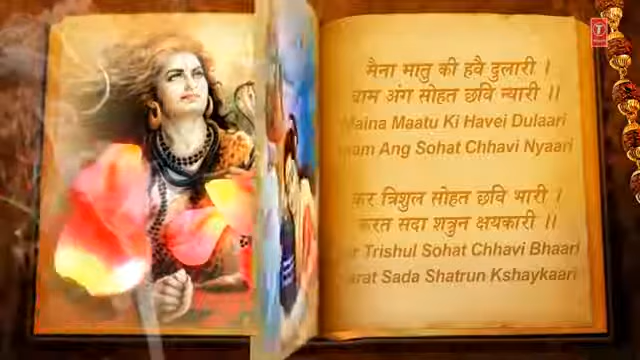 मैना मातु की हवै दुलारी ।
बाम अंग सोहत छवि न्यारी ।।
Maina Maatu Ki Havei Dulaari
Ang Sohat Chhavi Nyaari
कर त्रिशुल सोहत छवि भारी ।
करत सदा शत्रुन क्षयकारी ।।
Trishul Sohat Chhavi Bhaari
Sada Shatrun Kshaykaari